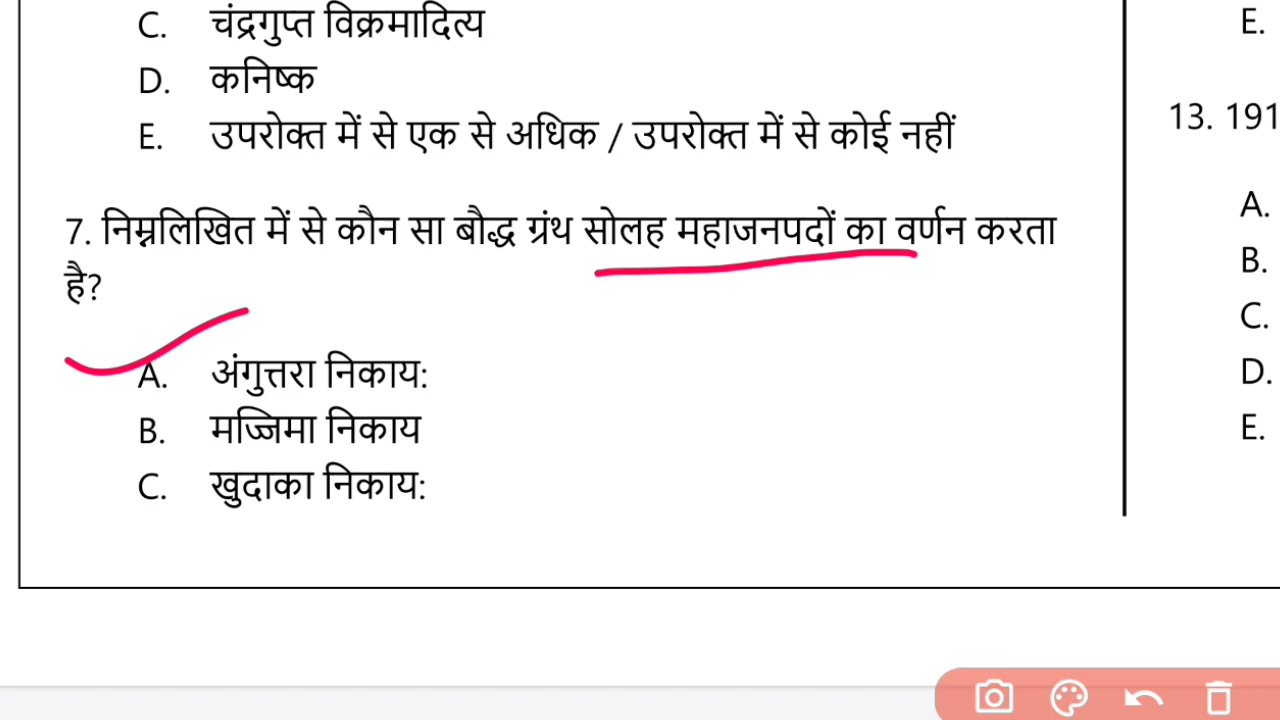 C. चंद्रगुप्त विक्रमादित्य
D. कनिष्क
E. उपरोक्त में से एक से अधिक / उपरोक्त में से कोई नहीं
7. निम्नलिखित में से कौन सा बौद्ध ग्रंथ सोलह महाजनपदों का वर्णन करता
है?
A. अंगुत्तरा निकाय:
B. मज्जिमा निकाय
C. खुदाका निकाय:
E.
13. 191
A.
B.
C.
D.
E.